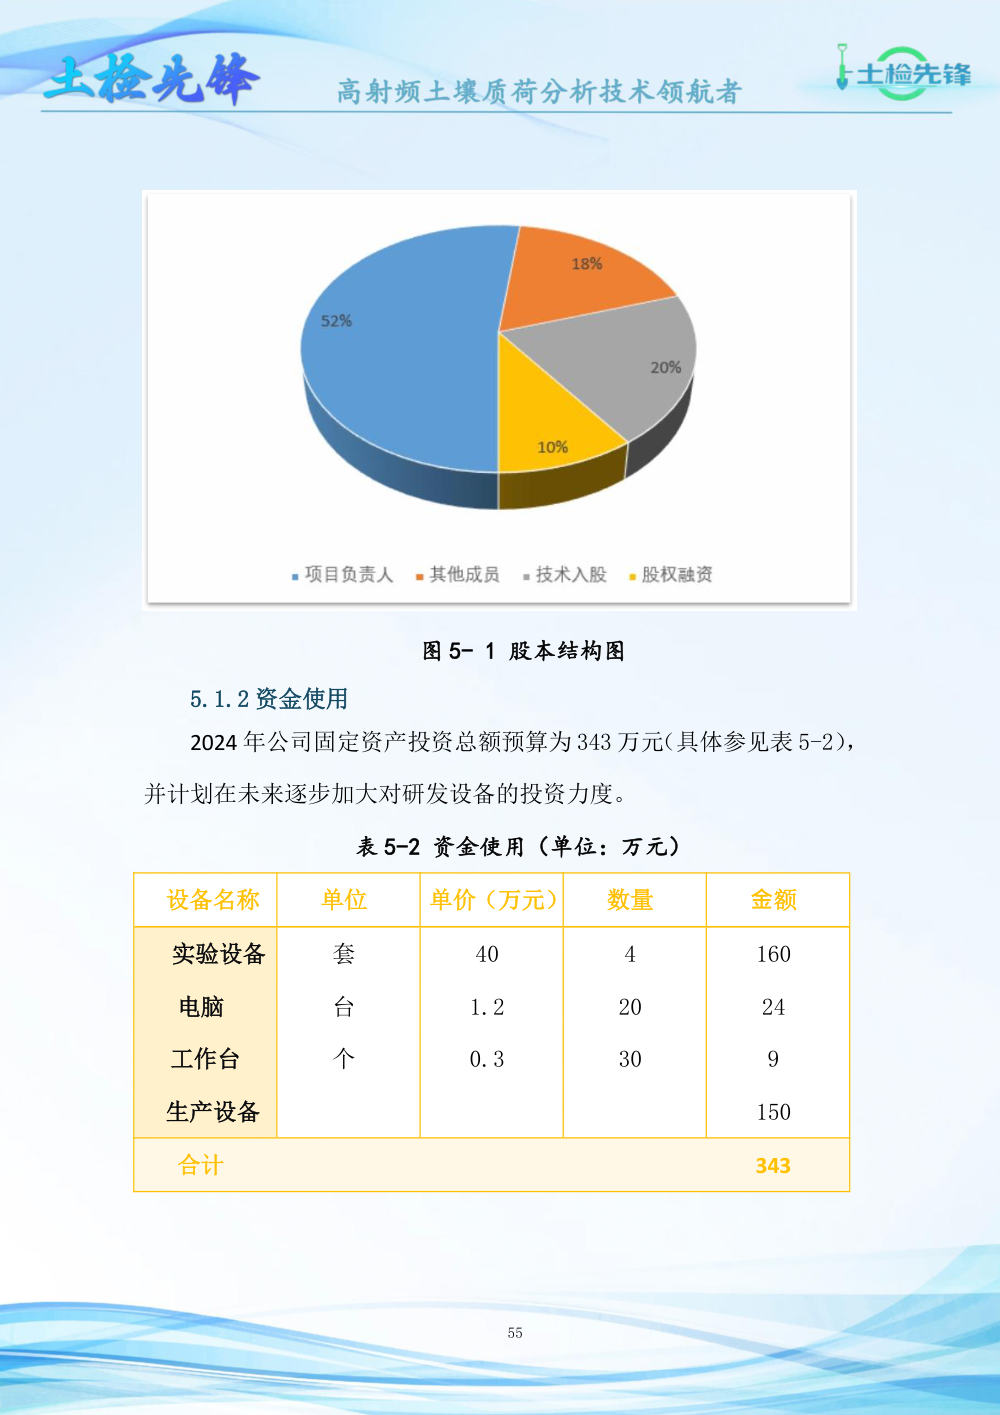 土检先锋
高射频土壤质荷分析技术领航者
土检先锋
18%
52%
20%
10%
项目负责人 其他成员 技术入股 股权融资
图 5- 1 股本结构图
5.1.2 资金使用
2024 年公司固定资产投资总额预算为 343 万元（具体参见表 5-2），
并计划在未来逐步加大对研发设备的投资力度。
表 5-2 资金使用（单位：万元）
设备名称 单位 单价（万元） 数量 金额
实验设备 套 40 4 160
电脑 台 1.2 20 24
工作台 个 0.3 30 9
生产设备 150
合计 343
55